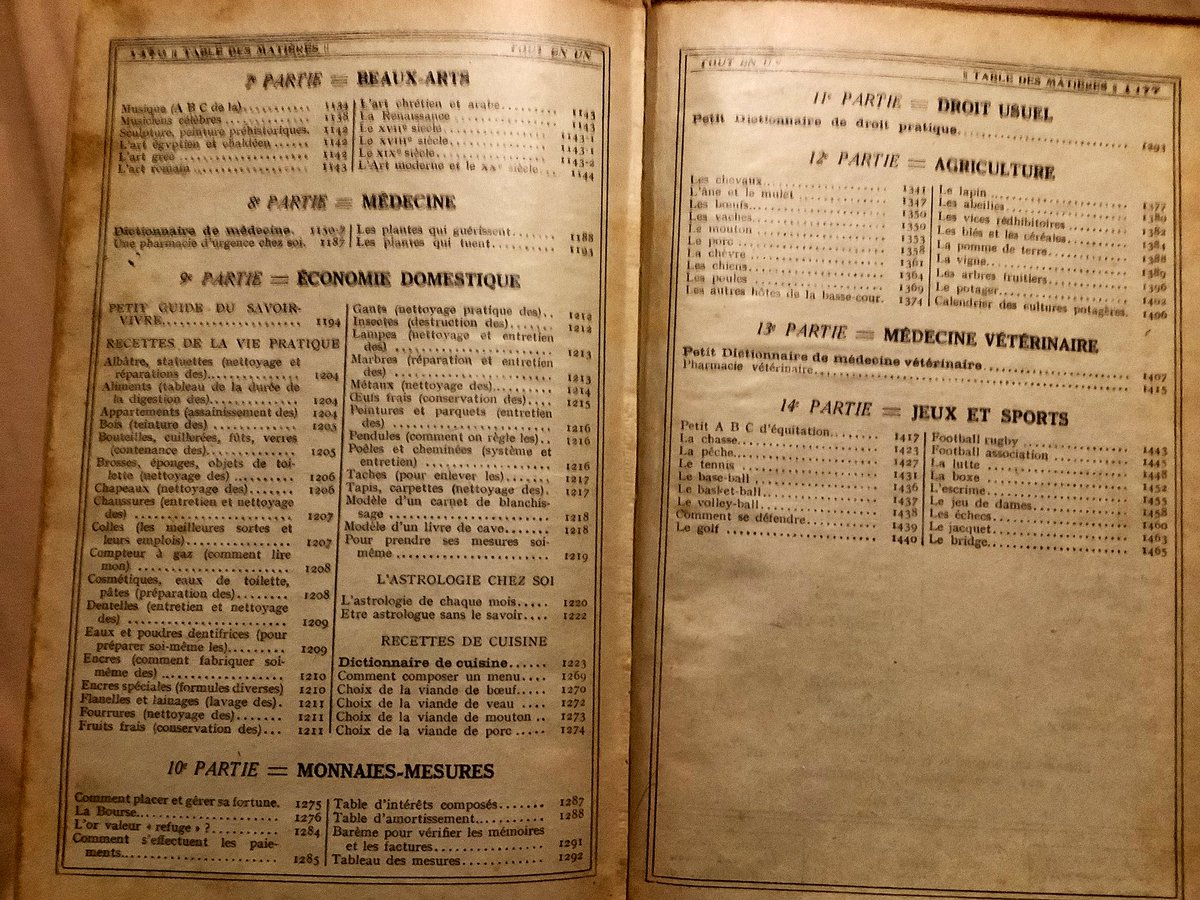 TABLE DES MATIÈRES
TOUT EN UN
7e PARTIE = BEAUX-ARTS
Musique (A B C de la)............ 1134
Musiciens célèbres ............ 1138
Sculpture, peinture préhistoriques. 1142
L'art égyptien et chaldéen ...... 1142
L'art grec ............ 1142
L'art romain ............ 1143
L'art chrétien et arabe............ 1143
La Renaissance ............ 1143
Le XVIIe siècle............ 1143-1
Le XVIIIe siècle............ 1143-1
Le XIXe siècle............ 1143-2
L'Art moderne et le XXe siècle... 1144
8e PARTIE = MÉDECINE
Dictionnaire de médecine.
Une pharmacie d'urgence chez soi. 1187
Les plantes qui guérissent............ 1188
Les plantes qui tuent............ 1193
9e PARTIE = ÉCONOMIE DOMESTIQUE
PETIT GUIDE DU SAVOIR-
VIVRE............ 1194
RECETTES DE LA VIE PRATIQUE
Albâtre, statuettes (nettoyage et
réparations des)............ 1204
Aliments (tableau de la durée de
la digestion des)............ 1204
Appartements (assainissement des) 1204
Bois (teinture des) ............ 1205
Bouteilles, cuillerées, fûts, verres
(contenance des)............ 1205
Brosses, éponges, objets de toi-
lette (nettoyage des) ............ 1206
Chapeaux (nettoyage des)...... 1206
Chaussures (entretien et nettoyage
des) ............ 1207
Colles (les meilleures sortes et
leurs emplois)............ 1207
Compteur à gaz (comment lire
mon) ............ 1208
Cosmétiques, eaux de toilette,
pâtes (préparation des)........ 1208
Dentelles (entretien et nettoyage
des) ............ 1209
Eaux et poudres dentifrices (pour
préparer soi-même les)......... 1209
Encres (comment fabriquer soi-
même des) ............ 1210
Encres spéciales (formules diverses) 1210
Flanelles et lainages (lavage des). 1211
Fourrures (nettoyage des)....... 1211
Fruits frais (conservation des)... 1211
Gants (nettoyage pratique des).. 1212
Insectes (destruction des)...... 1212
Lampes (nettoyage et entretien
des) ............ 1213
Marbres (réparation et entretien
des) ............ 1213
Métaux (nettoyage des)........ 1214
Œufs frais (conservation des).... 1215
Peintures et parquets (entretien
des) ............ 1216
Pendules (comment on règle les).. 1216
Poêles et cheminées (système et
entretien) ............ 1216
Taches (pour enlever les)........ 1217
Tapis, carpettes (nettoyage des). 1217
Modèle d'un carnet de blanchis-
sage ............ 1218
Modèle d'un livre de cave....... 1218
Pour prendre ses mesures soi-
même ............ 1219
L'ASTROLOGIE CHEZ SOI
L'astrologie de chaque mois..... 1220
Etre astrologue sans le savoir.... 1222
RECETTES DE CUISINE
Dictionnaire de cuisine...... 1223
Comment composer un menu.... 1269
Choix de la viande de bœuf..... 1270
Choix de la viande de veau .... 1272
Choix de la viande de mouton .. 1273
Choix de la viande de porc ..... 1274
10e PARTIE = MONNAIES-MESURES
Comment placer et gérer sa fortune. 1275
La Bourse............ 1276
L'or valeur « refuge » ?.......... 1284
Comment s'effectuent les paie-
ments............ 1285
Table d'intérêts composés....... 1287
Table d'amortissement.......... 1288
Barème pour vérifier les mémoires
et les factures............ 1291
Tableau des mesures............ 1292
TOUT EN UN
TABLE DES MATIÈRES 1477
11e PARTIE = DROIT USUEL
Petit Dictionnaire de droit pratique............ 1293
12e PARTIE = AGRICULTURE
Les chevaux............ 1341
L'âne et le mulet ............ 1347
Les bœufs............ 1350
Les vaches............ 1350
Le mouton ............ 1353
Le porc ............ 1358
La chèvre ............ 1361
Les chiens............ 1364
Les poules ............ 1369
Les autres hôtes de la basse-cour. 1374
Le lapin ............ 1377
Les abeilles............ 1380
Les vices rédhibitoires ............ 1382
Les blés et les céréales............ 1384
La pomme de terre............ 1388
La vigne............ 1389
Les arbres fruitiers............ 1396
Le potager............ 1402
Calendrier des cultures potagères. 1406
13e PARTIE = MÉDECINE VÉTÉRINAIRE
Petit Dictionnaire de médecine vétérinaire............ 1407
Pharmacie vétérinaire............ 1415
14e PARTIE = JEUX ET SPORTS
Petit A B C d'équitation........ 1417
La chasse............ 1423
La pêche............ 1427
Le tennis ............ 1431
Le base-ball ............ 1436
Le basket-ball............ 1437
Le volley-ball............ 1438
Comment se défendre............ 1439
Le golf ............ 1440
Football rugby ............ 1443
Football association ............ 1445
La lutte ............ 1448
La boxe ............ 1452
L'escrime............ 1455
Le jeu de dames............ 1458
Les échecs............ 1460
Le jacquet............ 1463
Le bridge............ 1465